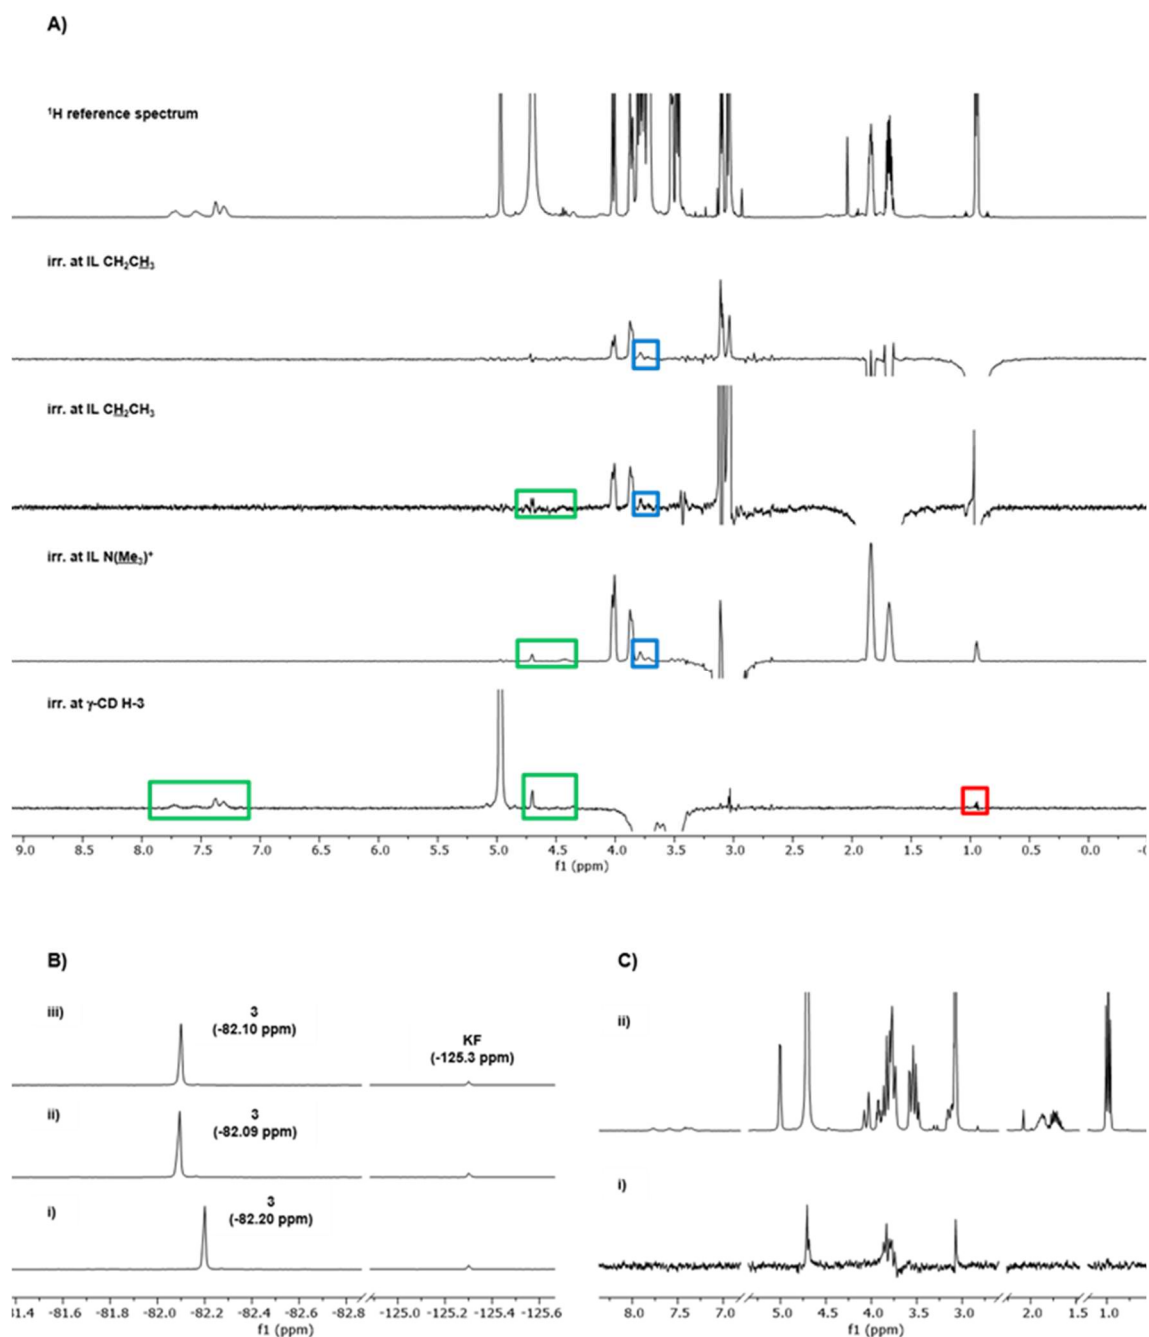 A)
¹H reference spectrum
irr. at IL CH₂CH₃
irr. at IL CH₂CH₃
irr. at IL N(Me₃)⁺
irr. at γ-CD H-3
9.0 8.5 8.0 7.5 7.0 6.5 6.0 5.5 5.0 4.5 4.0 3.5 3.0 2.5 2.0 1.5 1.0 0.5 0.0
f1 (ppm)
B)
iii)
3
(-82.10 ppm)
KF
(-125.3 ppm)
ii)
3
(-82.09 ppm)
i)
3
(-82.20 ppm)
31.4 -81.6 -81.8 -82.0 -82.2 -82.4 -82.6 -82.8 -125.0 -125.3 -125.6
f1 (ppm)
C)
ii)
i)
8.0 7.5 7.0 5.0 4.5 4.0 3.5 3.0 2.0 1.5 1.0
f1 (ppm)